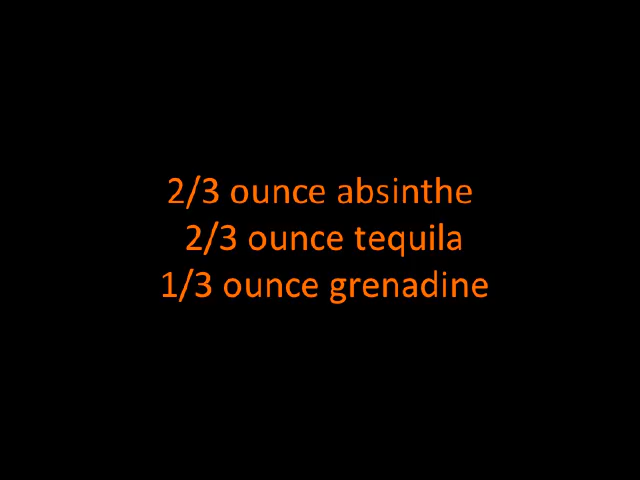 2/3 ounce absinthe
2/3 ounce tequila
1/3 ounce grenadine